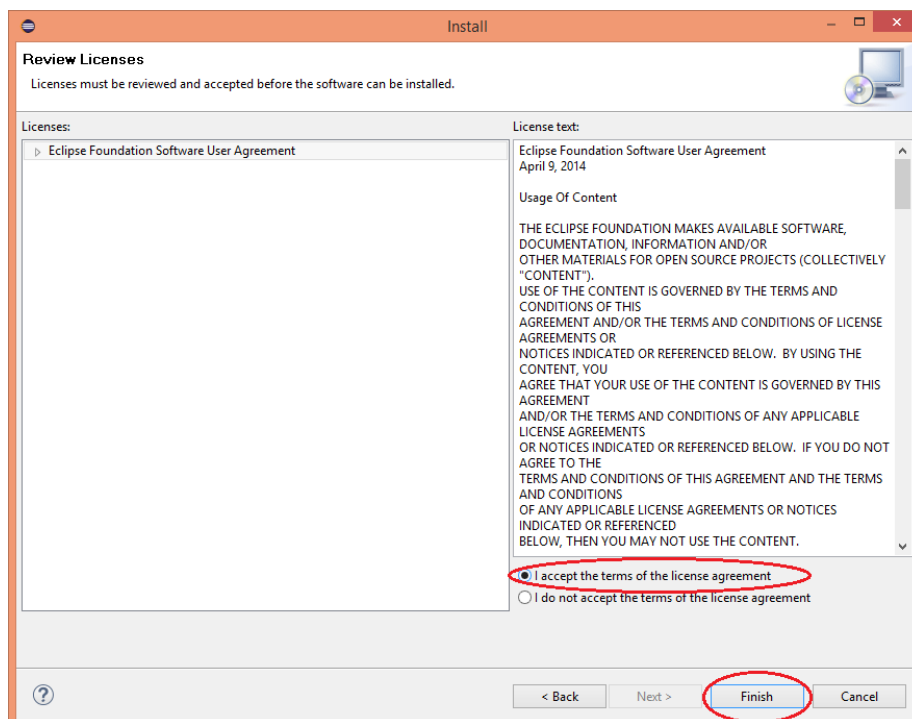 Install
Review Licenses
Licenses must be reviewed and accepted before the software can be installed.
Licenses:
Eclipse Foundation Software User Agreement
License text:
Eclipse Foundation Software User Agreement
April 9, 2014
Usage Of Content
THE ECLIPSE FOUNDATION MAKES AVAILABLE SOFTWARE,
DOCUMENTATION, INFORMATION AND/OR
OTHER MATERIALS FOR OPEN SOURCE PROJECTS (COLLECTIVELY
"CONTENT").
USE OF THE CONTENT IS GOVERNED BY THE TERMS AND
CONDITIONS OF THIS
AGREEMENT AND/OR THE TERMS AND CONDITIONS OF LICENSE
AGREEMENTS OR
NOTICES INDICATED OR REFERENCED BELOW.  BY USING THE
CONTENT, YOU
AGREE THAT YOUR USE OF THE CONTENT IS GOVERNED BY THIS
AGREEMENT
AND/OR THE TERMS AND CONDITIONS OF ANY APPLICABLE
LICENSE AGREEMENTS
OR NOTICES INDICATED OR REFERENCED BELOW.  IF YOU DO NOT
AGREE TO THE
TERMS AND CONDITIONS OF THIS AGREEMENT AND THE TERMS
AND CONDITIONS
OF ANY APPLICABLE LICENSE AGREEMENTS OR NOTICES
INDICATED OR REFERENCED
BELOW, THEN YOU MAY NOT USE THE CONTENT.
I accept the terms of the license agreement
I do not accept the terms of the license agreement
?
< Back
Next >
Finish
Cancel